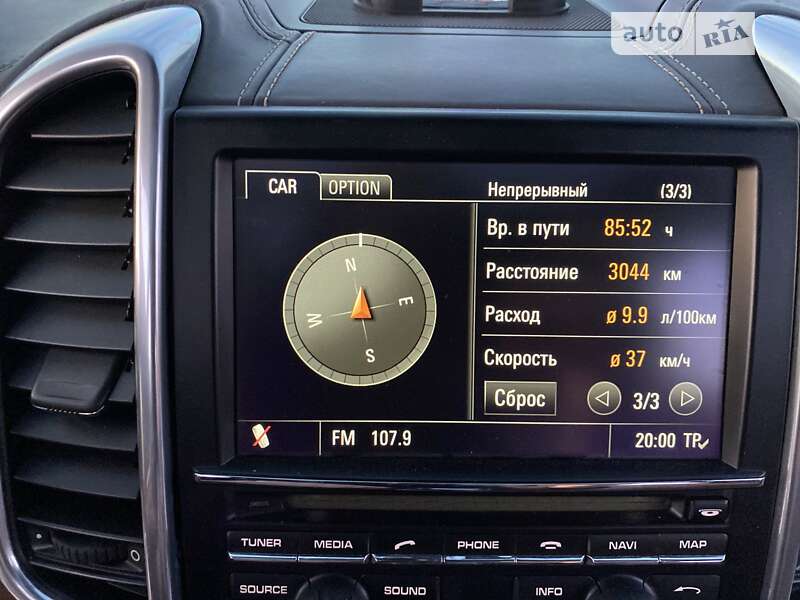 auto RIA
CAR OPTION Непрерывный (3/3)
Вр. в пути 85:52 ч
Расстояние 3044 км
Расход ø 9.9 л/100км
Скорость ø 37 км/ч
Сброс 3/3
N
E
W
S
FM 107.9 20:00 TP
TUNER MEDIA PHONE NAVI MAP
SOURCE SOUND INFO